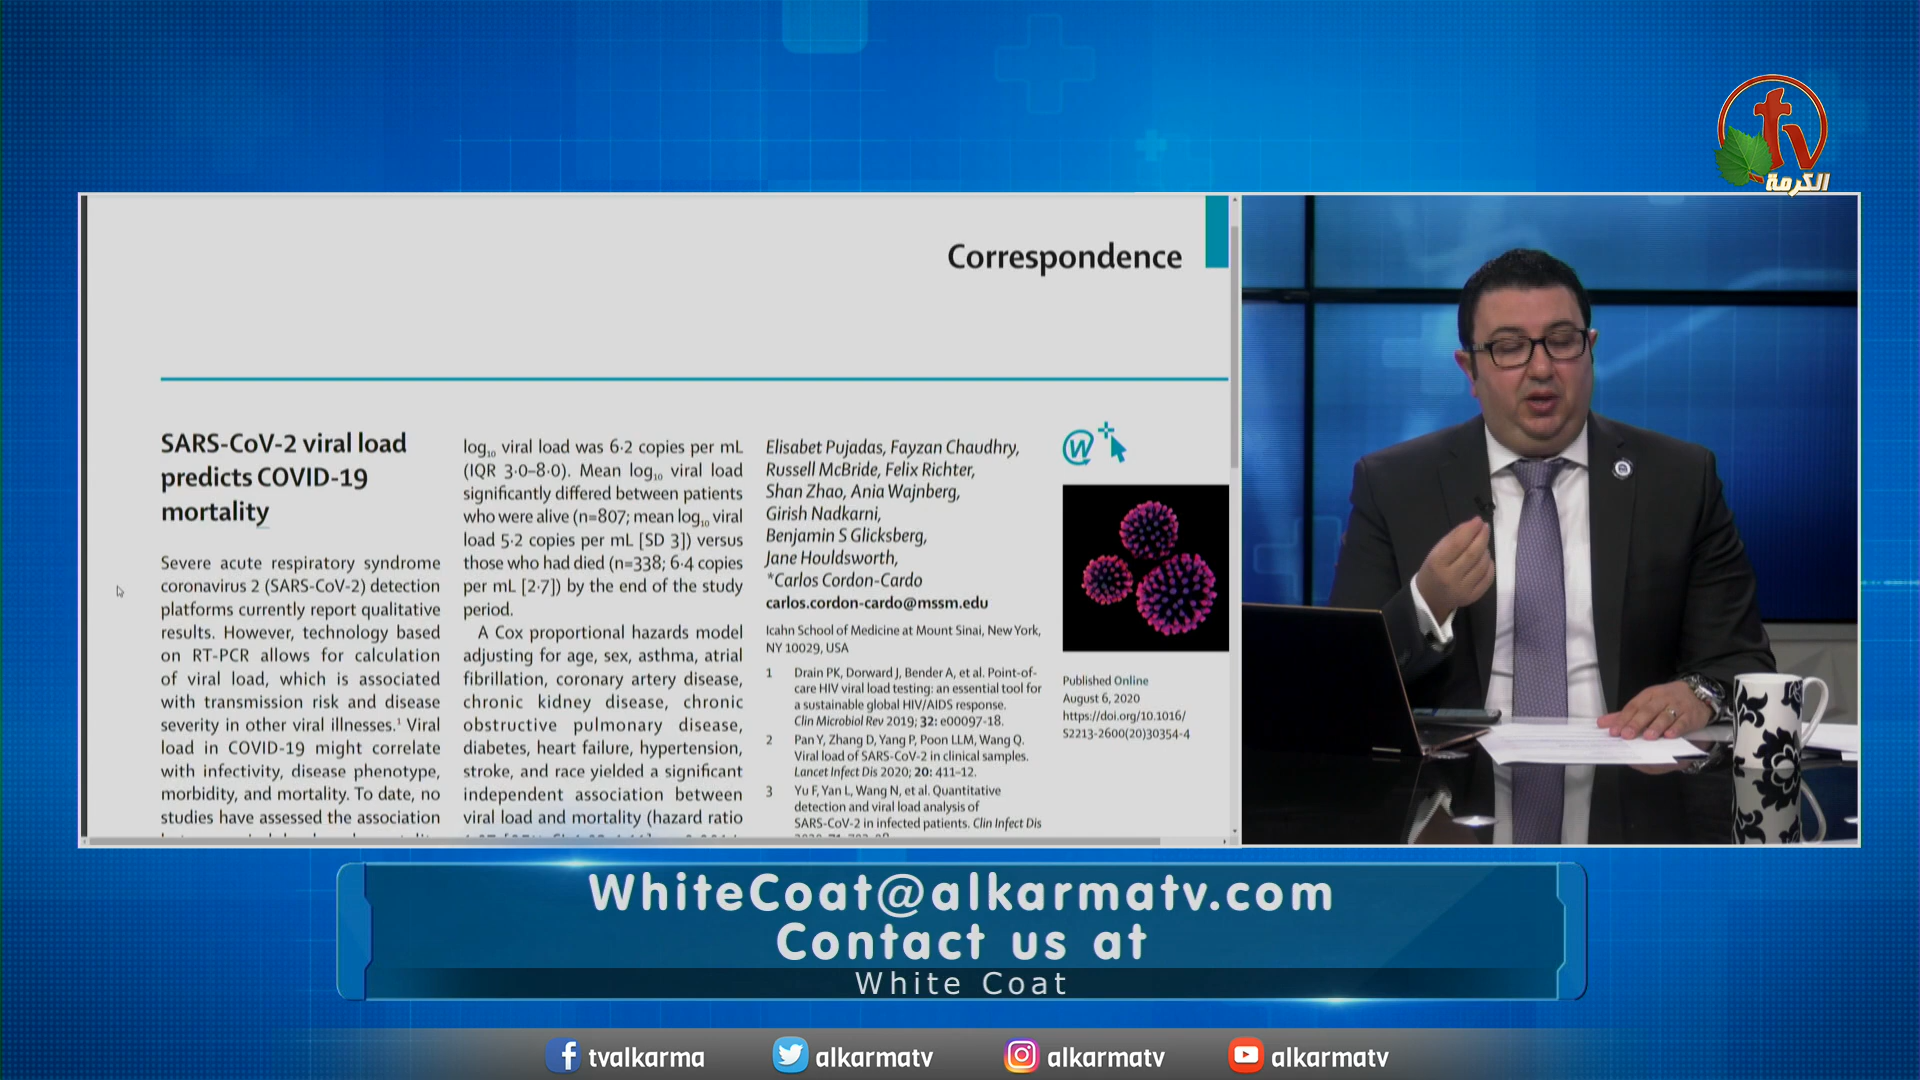 tv
الكرمة
Correspondence
SARS-CoV-2 viral load
predicts COVID-19
mortality
Severe acute respiratory syndrome
coronavirus 2 (SARS-CoV-2) detection
platforms currently report qualitative
results. However, technology based
on RT-PCR allows for calculation
of viral load, which is associated
with transmission risk and disease
severity in other viral illnesses.¹ Viral
load in COVID-19 might correlate
with infectivity, disease phenotype,
morbidity, and mortality. To date, no
studies have assessed the association
log₁₀ viral load was 6·2 copies per mL
(IQR 3·0–8·0). Mean log₁₀ viral load
significantly differed between patients
who were alive (n=807; mean log₁₀ viral
load 5·2 copies per mL [SD 3]) versus
those who had died (n=338; 6·4 copies
per mL [2·7]) by the end of the study
period.
A Cox proportional hazards model
adjusting for age, sex, asthma, atrial
fibrillation, coronary artery disease,
chronic kidney disease, chronic
obstructive pulmonary disease,
diabetes, heart failure, hypertension,
stroke, and race yielded a significant
independent association between
viral load and mortality (hazard ratio
Elisabet Pujadas, Fayzan Chaudhry,
Russell McBride, Felix Richter,
Shan Zhao, Ania Wajnberg,
Girish Nadkarni,
Benjamin S Glicksberg,
Jane Houldsworth,
*Carlos Cordon-Cardo
carlos.cordon-cardo@mssm.edu
Icahn School of Medicine at Mount Sinai, New York,
NY 10029, USA
1 Drain PK, Dorward J, Bender A, et al. Point-of-
care HIV viral load testing: an essential tool for
a sustainable global HIV/AIDS response.
Clin Microbiol Rev 2019; 32: e00097-18.
2 Pan Y, Zhang D, Yang P, Poon LLM, Wang Q.
Viral load of SARS-CoV-2 in clinical samples.
Lancet Infect Dis 2020; 20: 411–12.
3 Yu F, Yan L, Wang N, et al. Quantitative
detection and viral load analysis of
SARS-CoV-2 in infected patients. Clin Infect Dis
W
Published Online
August 6, 2020
https://doi.org/10.1016/
S2213-2600(20)30354-4
WhiteCoat@alkarmatv.com
Contact us at
White Coat
tvalkarma
alkarmatv
alkarmatv
alkarmatv